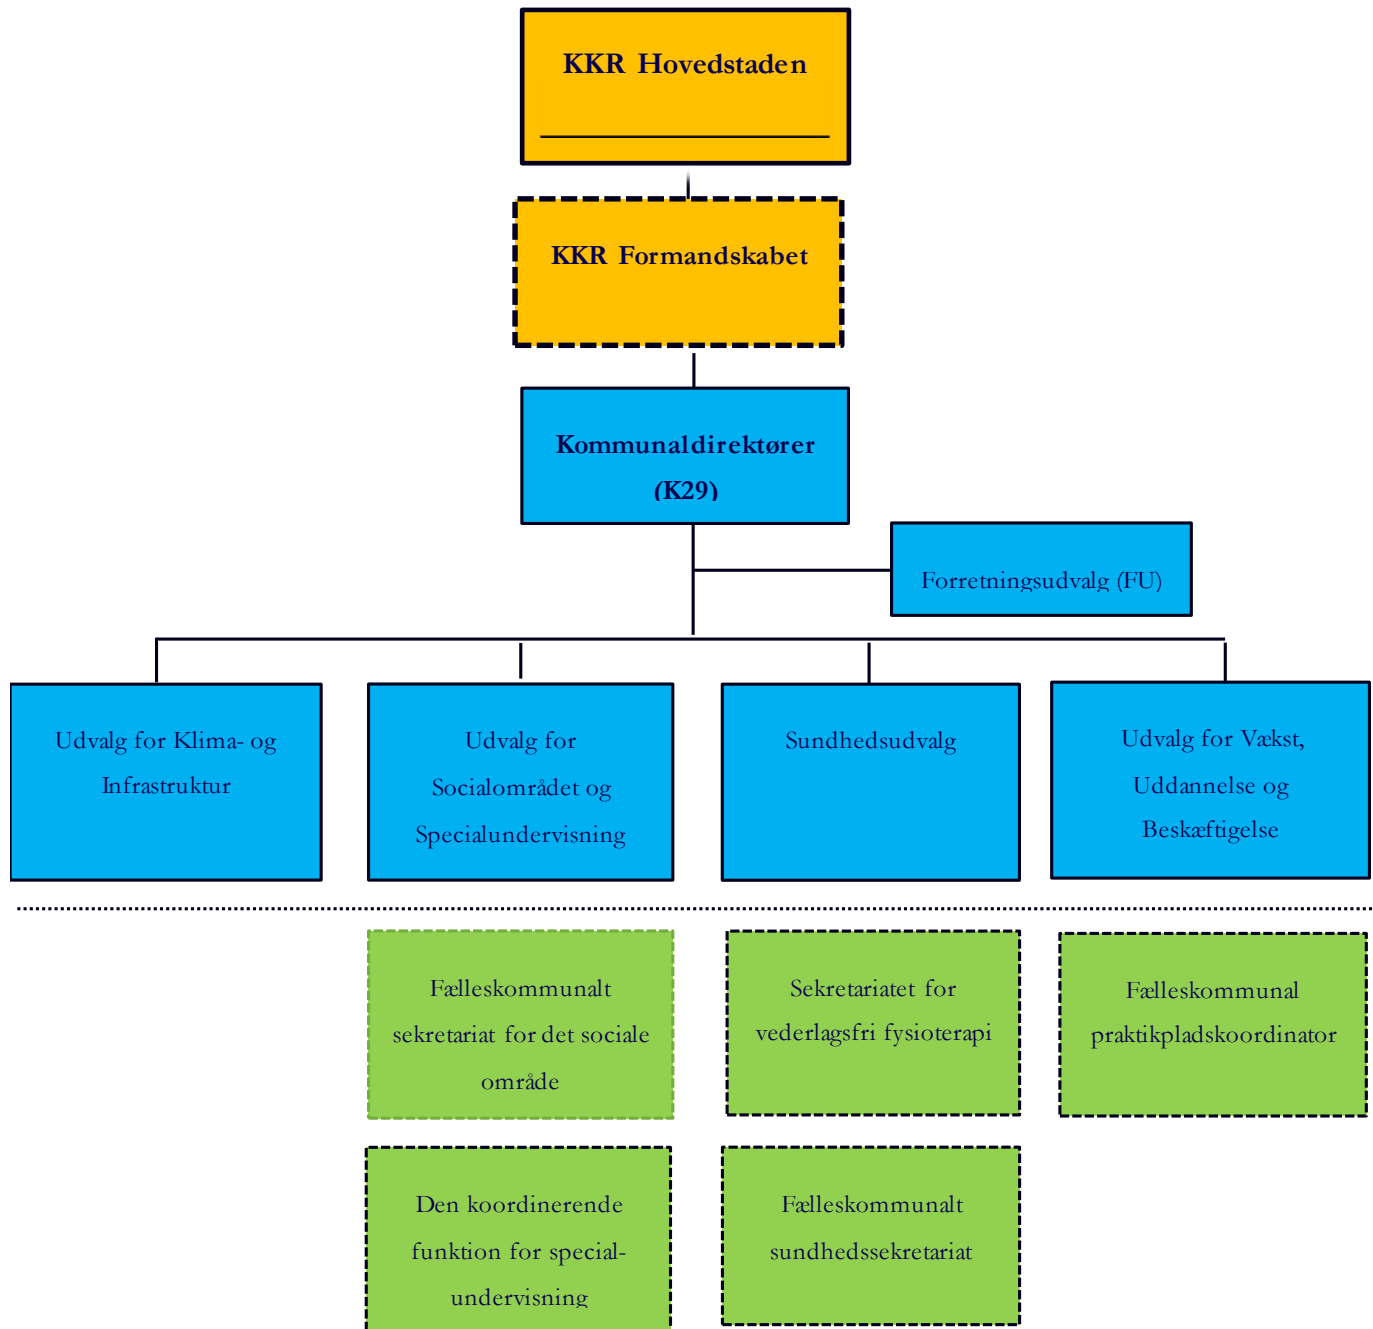 KKR Hovedstaden
KKR Formandskabet
Kommunaldirektører
(K29)
Forretningsudvalg (FU)
Udvalg for Klima- og
Infrastruktur
Udvalg for
Socialområdet og
Specialundervisning
Sundhedsudvalg
Udvalg for Vækst,
Uddannelse og
Beskæftigelse
Fælleskommunalt
sekretariat for det sociale
område
Sekretariatet for
vederlagsfri fysioterapi
Fælleskommunal
praktikpladskoordinator
Den koordinerende
funktion for special-
undervisning
Fælleskommunalt
sundhedssekretariat